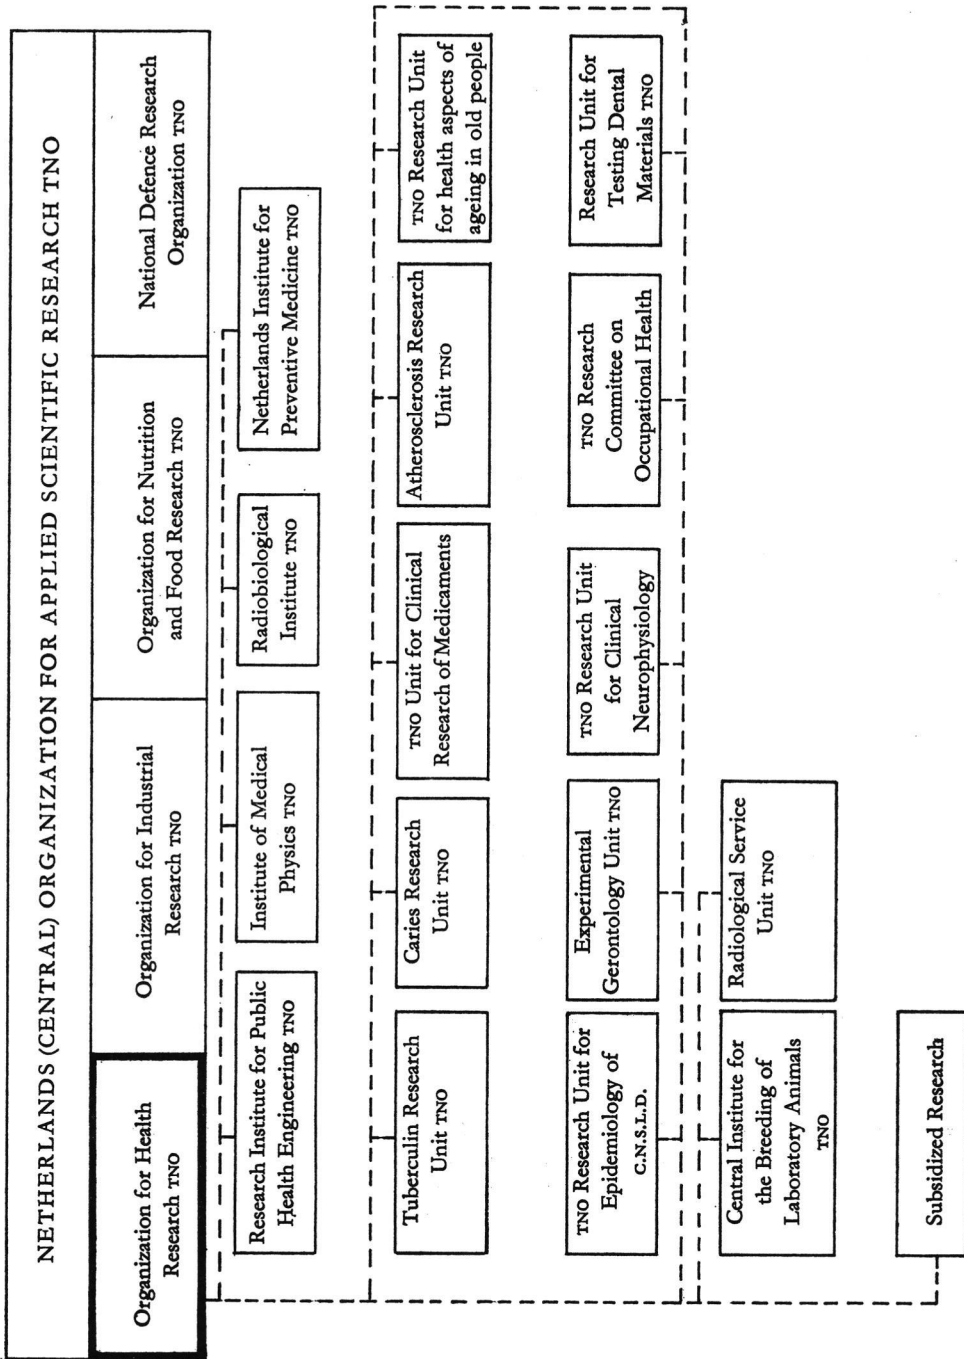 NETHERLANDS (CENTRAL) ORGANIZATION FOR APPLIED SCIENTIFIC RESEARCH TNO
Organization for Health
Research TNO
Organization for Industrial
Research TNO
Organization for Nutrition
and Food Research TNO
National Defence Research
Organization TNO
Research Institute for Public
Health Engineering TNO
Institute of Medical
Physics TNO
Radiobiological
Institute TNO
Netherlands Institute for
Preventive Medicine TNO
Tuberculin Research
Unit TNO
Caries Research
Unit TNO
TNO Unit for Clinical
Research of Medicaments
Atherosclerosis Research
Unit TNO
TNO Research Unit
for health aspects of
ageing in old people
TNO Research Unit for
Epidemiology of
C.N.S.L.D.
Experimental
Gerontology Unit TNO
TNO Research Unit
for Clinical
Neurophysiology
TNO Research
Committee on
Occupational Health
Research Unit for
Testing Dental
Materials TNO
Central Institute for
the Breeding of
Laboratory Animals
TNO
Radiological Service
Unit TNO
Subsidized Research